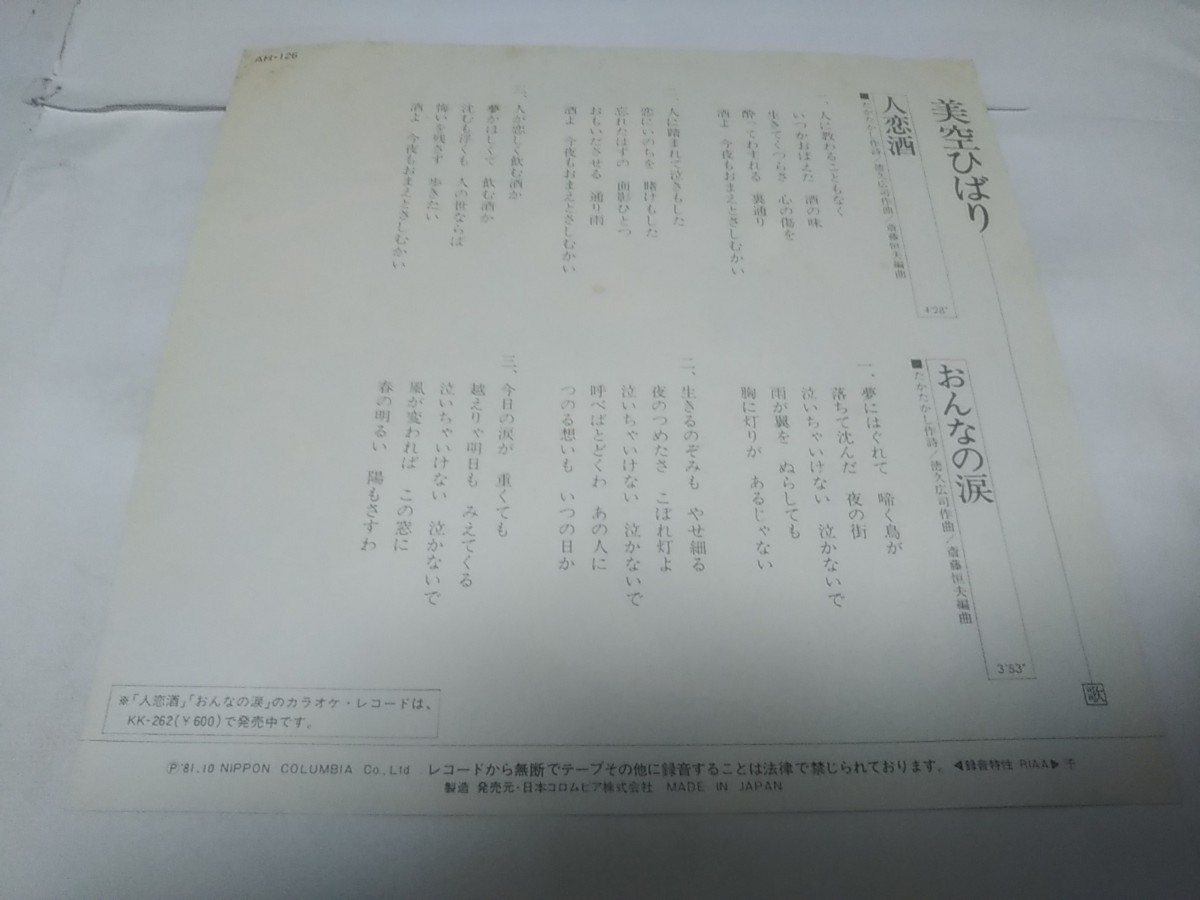 AH-126
美空ひばり
歌
人恋酒
4'28"
■たかたかし作詩/徳久広司作曲/斎藤恒夫編曲
一、人に教わることもなく
いつかおぼえた 酒の味
生きてくつらさ 心の傷を
酔ってわすれる 裏通り
酒よ 今夜もおまえとさしむかい
二、人に踏まれて泣きもした
恋にいのちを 賭けもした
忘れたはずの 面影ひとつ
おもいださせる 通り雨
酒よ 今夜もおまえとさしむかい
三、人が恋しく飲む酒か
夢がほしくて 飲む酒か
沈むも浮くも 人の世ならば
悔いを残さず 歩きたい
酒よ 今夜もおまえとさしむかい
おんなの涙
3'53"
■たかたかし作詩/徳久広司作曲/斎藤恒夫編曲
一、夢にはぐれて 啼く鳥が
落ちて沈んだ 夜の街
泣いちゃいけない 泣かないで
雨が翼を ぬらしても
胸に灯りが あるじゃない
二、生きるのぞみも やせ細る
夜のつめたさ こぼれ灯よ
泣いちゃいけない 泣かないで
呼べばとどくわ あの人に
つのる想いも いつの日か
三、今日の涙が 重くても
越えりゃ明日も みえてくる
泣いちゃいけない 泣かないで
風が変われば この窓に
春の明るい 陽もさすわ
※「人恋酒」「おんなの涙」のカラオケ・レコードは、
KK-262(￥600)で発売中です。
Ⓟ'81.10 NIPPON COLUMBIA Co.,Ltd レコードから無断でテープその他に録音することは法律で禁じられております。 ◀録音特性 RIAA▶
製造 発売元・日本コロムビア株式会社 MADE IN JAPAN